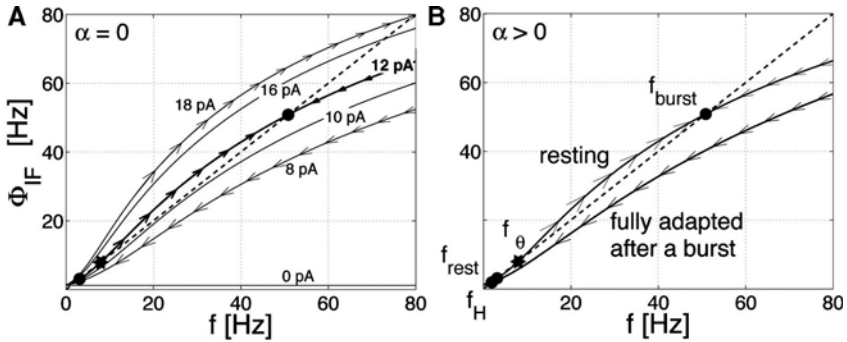 A
α = 0
80
60
40
20
Φ_IF [Hz]
18 pA
16 pA
12 pA
10 pA
8 pA
0 pA
0
20
40
60
80
f [Hz]
B
α > 0
80
60
40
20
f_burst
resting
f_θ
fully adapted
after a burst
f_rest
f_H
20
40
60
80
f [Hz]